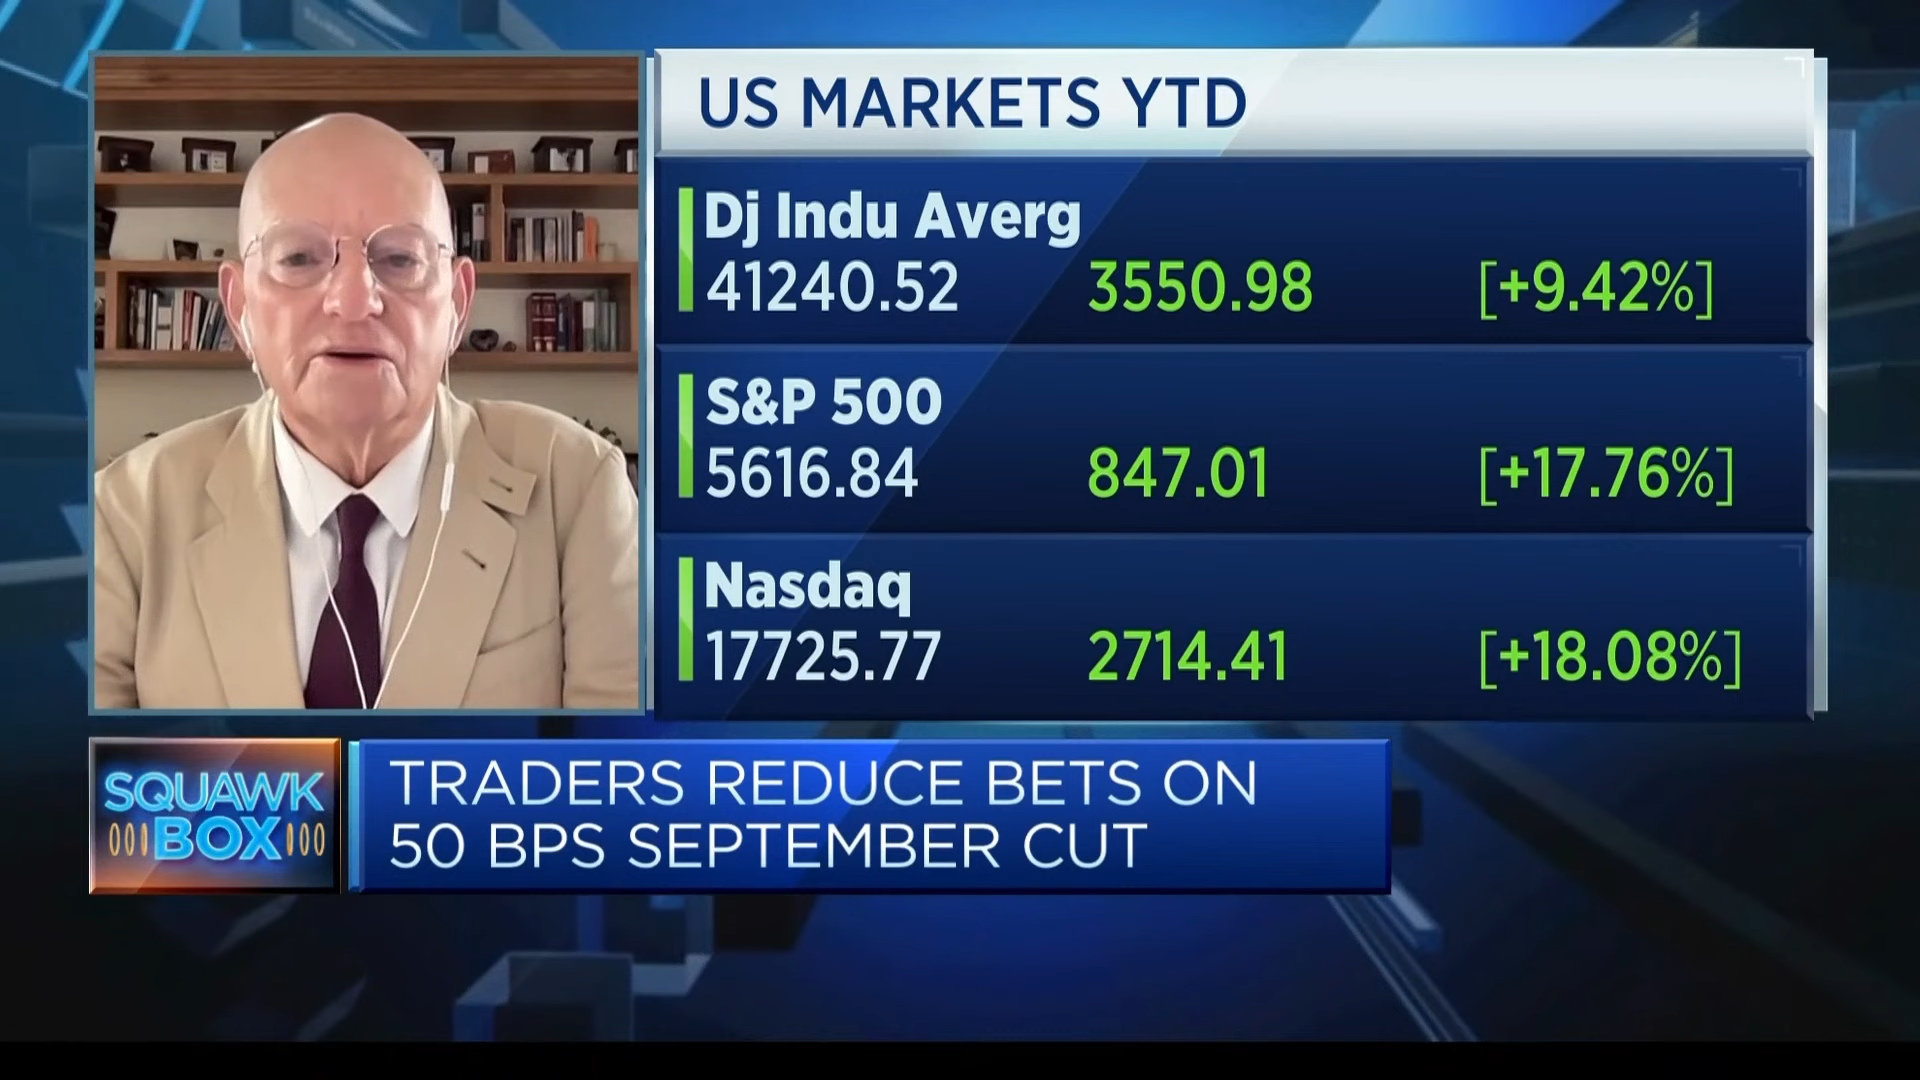 US MARKETS YTD
Dj Indu Averg
41240.52 3550.98 [+9.42%]
S&P 500
5616.84 847.01 [+17.76%]
Nasdaq
17725.77 2714.41 [+18.08%]
SQUAWK
BOX
TRADERS REDUCE BETS ON
50 BPS SEPTEMBER CUT